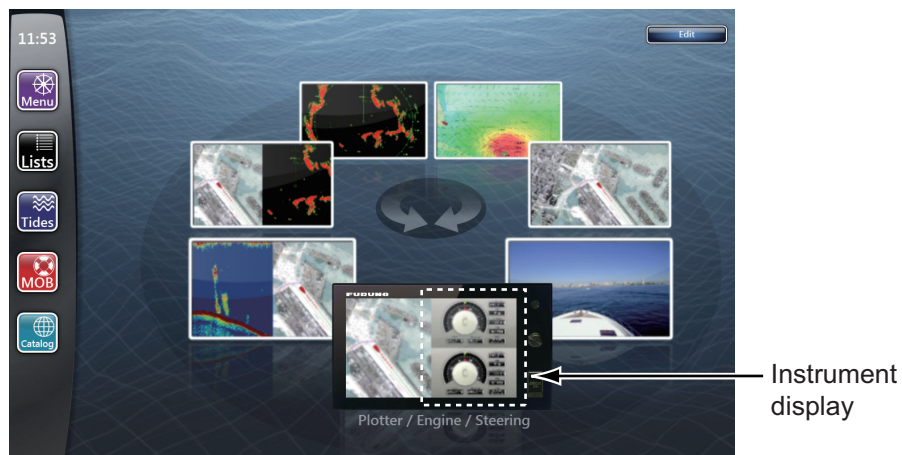 11:53
Edit
Menu
Lists
Tides
MOB
Catalog
FURUNO
Plotter / Engine / Steering
Instrument
display